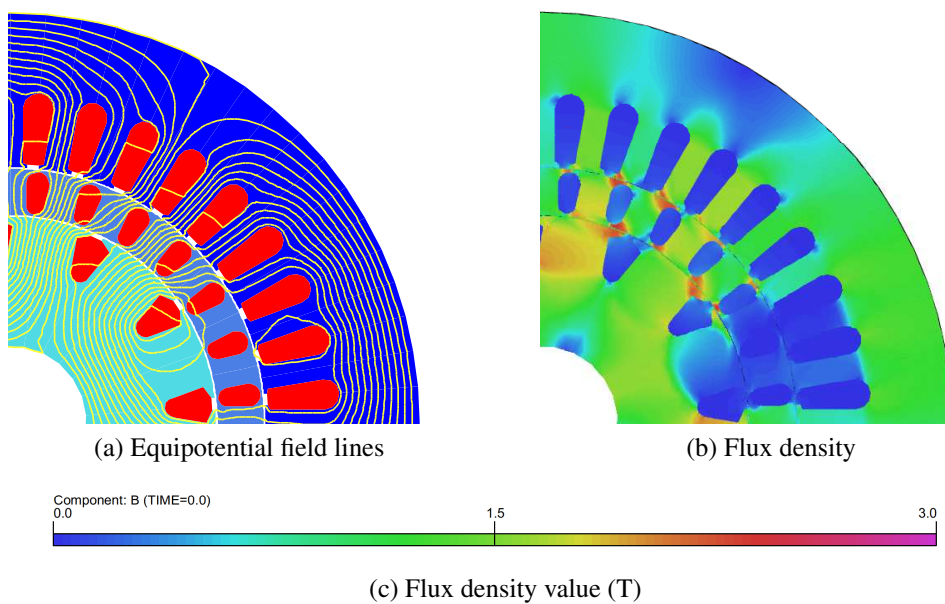 (a) Equipotential field lines
(b) Flux density
Component: B (TIME=0.0)
0.0 1.5 3.0
(c) Flux density value (T)